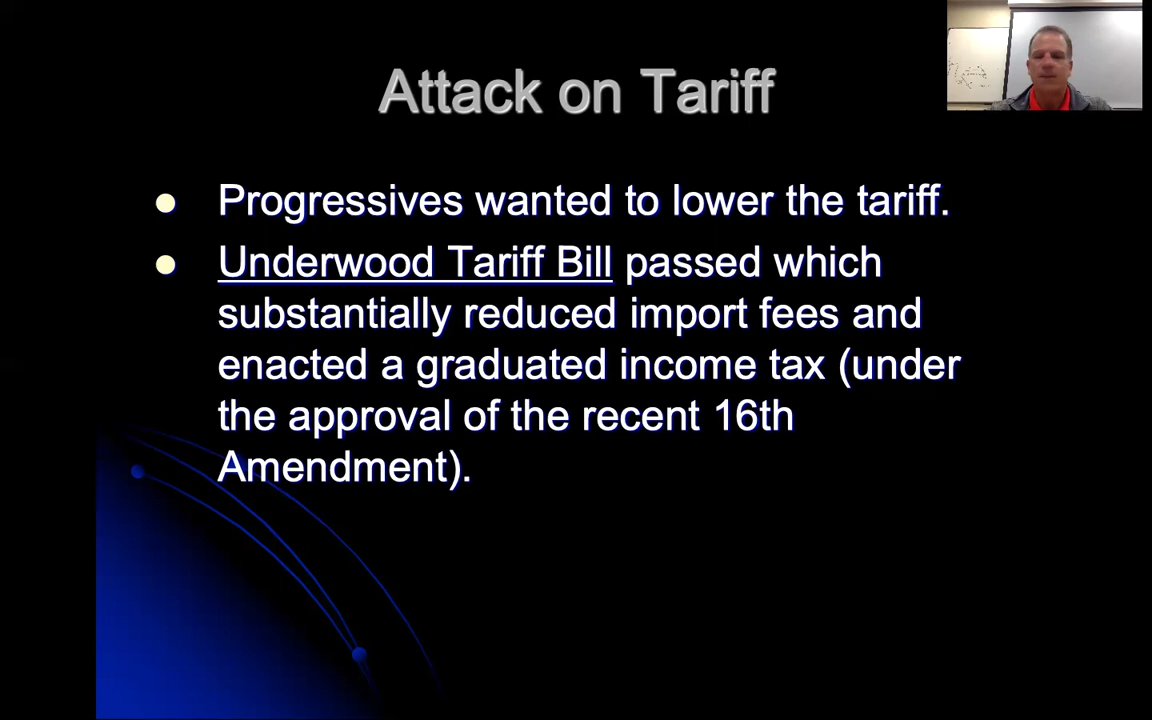 Attack on Tariff
Progressives wanted to lower the tariff.
Underwood Tariff Bill passed which
substantially reduced import fees and
enacted a graduated income tax (under
the approval of the recent 16th
Amendment).